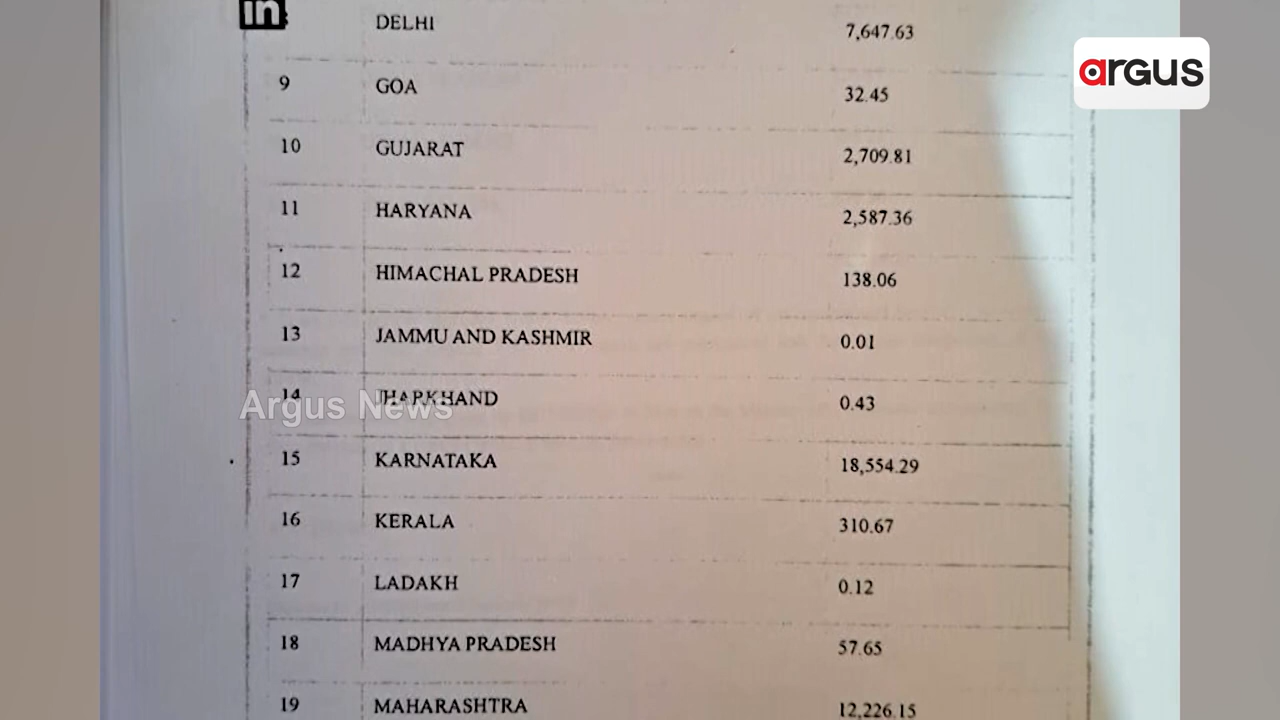 in
DELHI 7,647.63
argus
9 GOA 32.45
10 GUJARAT 2,709.81
11 HARYANA 2,587.36
12 HIMACHAL PRADESH 138.06
13 JAMMU AND KASHMIR 0.01
14 JHARKHAND 0.43
Argus News
15 KARNATAKA 18,554.29
16 KERALA 310.67
17 LADAKH 0.12
18 MADHYA PRADESH 57.65
19 MAHARASHTRA 12,226.15